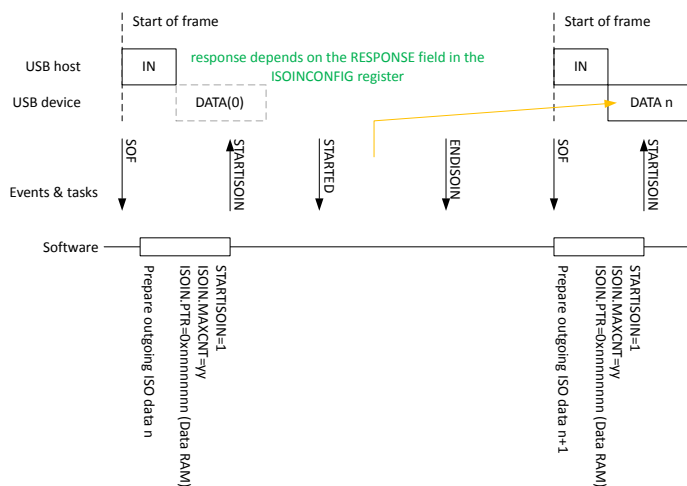 Start of frame
Start of frame
USB host
IN
response depends on the RESPONSE field in the
ISOINCONFIG register
IN
USB device
DATA(0)
DATA n
Events & tasks
SOF
STARTISOIN
STARTED
ENDISOIN
SOF
STARTISOIN
Software
STARTISOIN=1
ISOIN.MAXCNT=yy
ISOIN.PTR=0xnnnnnnnn (Data RAM)
Prepare outgoing ISO data n
STARTISOIN=1
ISOIN.MAXCNT=yy
ISOIN.PTR=0xnnnnnnnn (Data RAM)
Prepare outgoing ISO data n+1